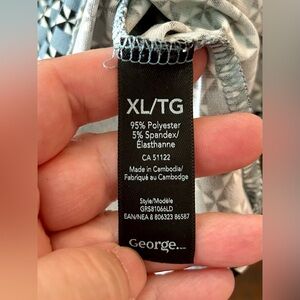 XL/TG
95% Polyester
5% Spandex/
Élasthanne
CA 51122
Made in Cambodia/
Fabriqué au Cambodge
Style/Modèle
GPS81066LD
EAN/NEA 8 806323 86587
George.